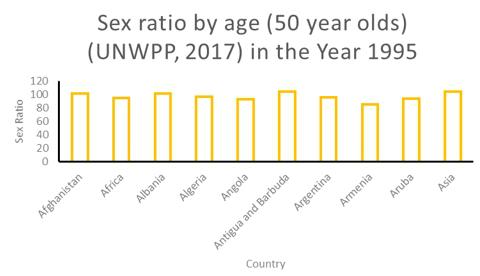 Sex ratio by age (50 year olds)
(UNWPP, 2017) in the Year 1995
Sex Ratio
120
100
80
60
40
20
0
Afghanistan
Africa
Albania
Algeria
Angola
Antigua and Barbuda
Argentina
Armenia
Aruba
Asia
Country